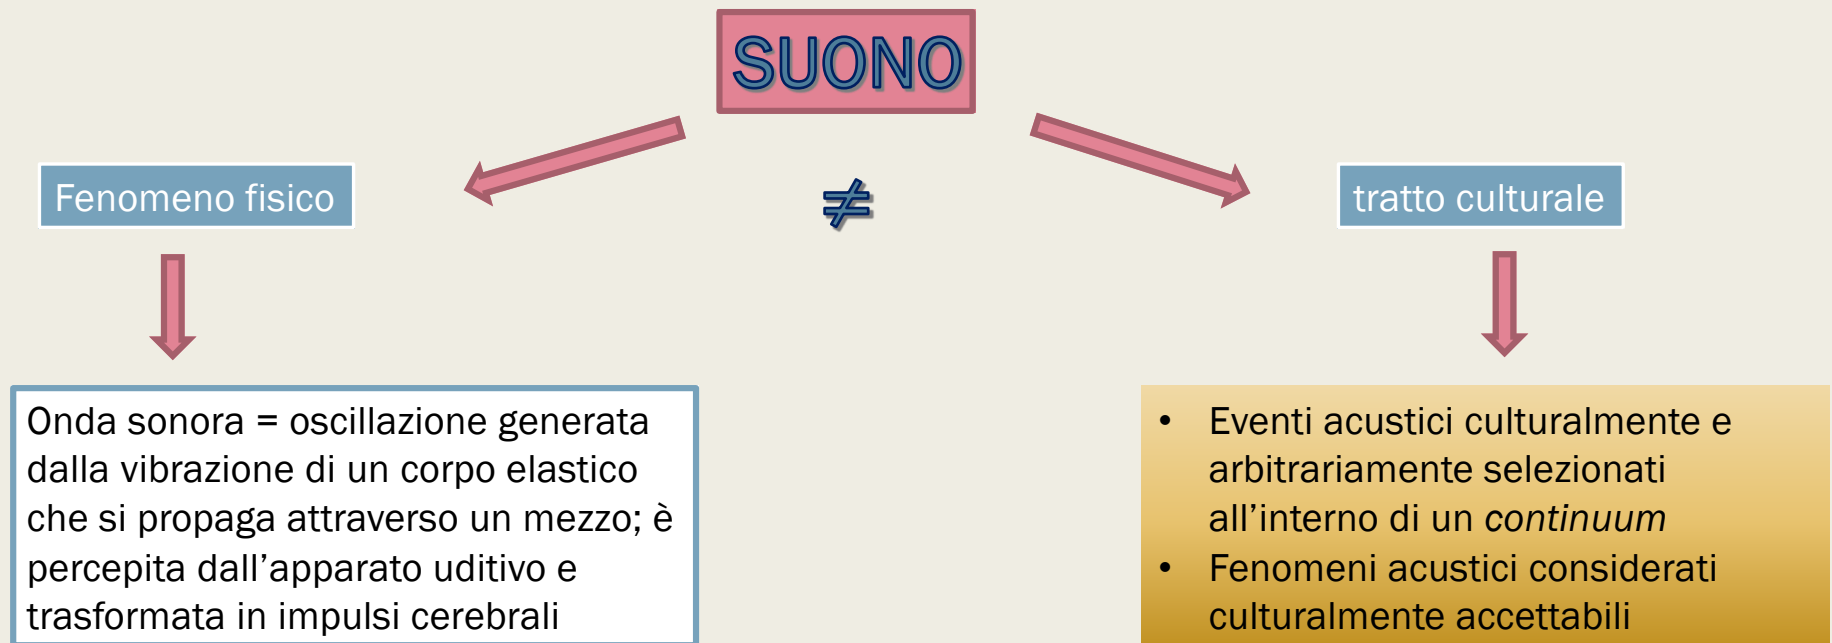 SUONO
Fenomeno fisico
≠
tratto culturale
Onda sonora = oscillazione generata
dalla vibrazione di un corpo elastico
che si propaga attraverso un mezzo; è
percepita dall’apparato uditivo e
trasformata in impulsi cerebrali
• Eventi acustici culturalmente e
arbitrariamente selezionati
all’interno di un continuum
• Fenomeni acustici considerati
culturalmente accettabili